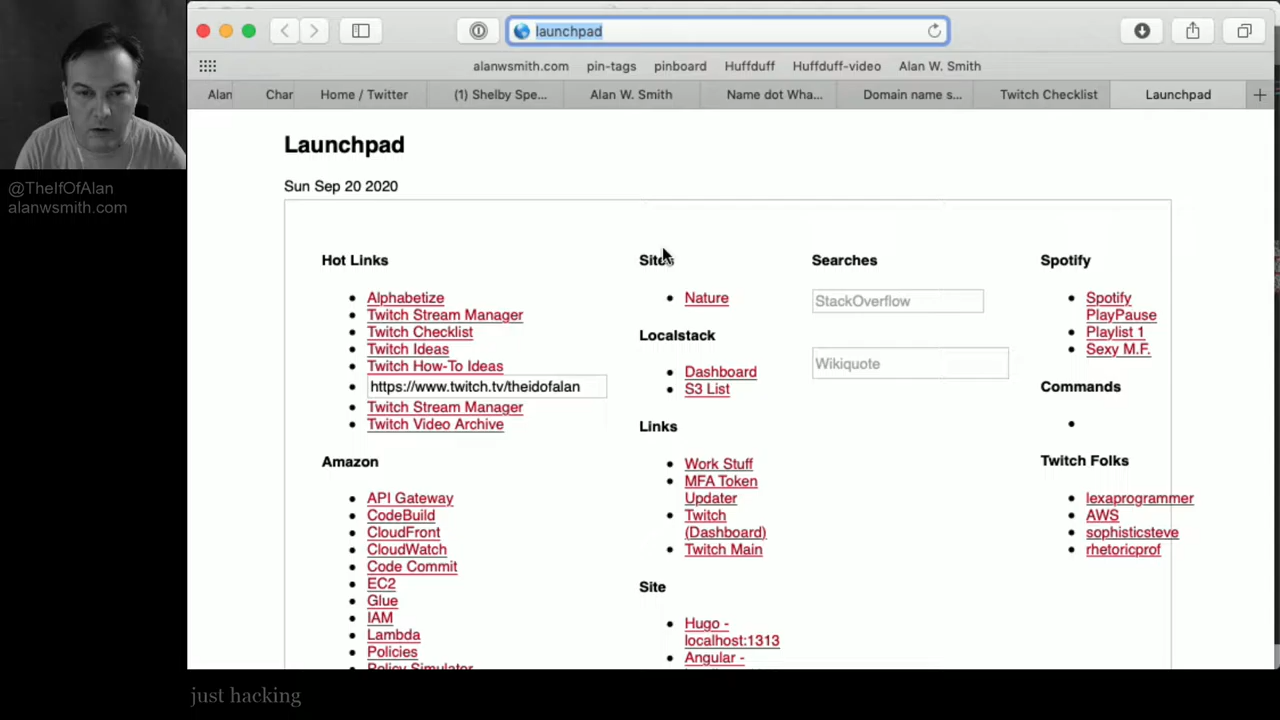 launchpad
alanwsmith.com pin-tags pinboard Huffduff Huffduff-video Alan W. Smith
Alan Char Home / Twitter (1) Shelby Spe... Alan W. Smith Name dot Wha... Domain name s... Twitch Checklist Launchpad
@TheIfOfAlan
alanwsmith.com
Launchpad
Sun Sep 20 2020
Hot Links
Alphabetize
Twitch Stream Manager
Twitch Checklist
Twitch Ideas
Twitch How-To Ideas
https://www.twitch.tv/theidofalan
Twitch Stream Manager
Twitch Video Archive
Amazon
API Gateway
CodeBuild
CloudFront
CloudWatch
Code Commit
EC2
Glue
IAM
Lambda
Policies
Policy Simulator
Sites
Nature
Localstack
Dashboard
S3 List
Links
Work Stuff
MFA Token
Updater
Twitch
(Dashboard)
Twitch Main
Site
Hugo -
localhost:1313
Angular -
Searches
StackOverflow
Wikiquote
Spotify
Spotify
PlayPause
Playlist 1
Sexy M.F.
Commands
Twitch Folks
lexaprogrammer
AWS
sophisticsteve
rhetoricprof
just hacking